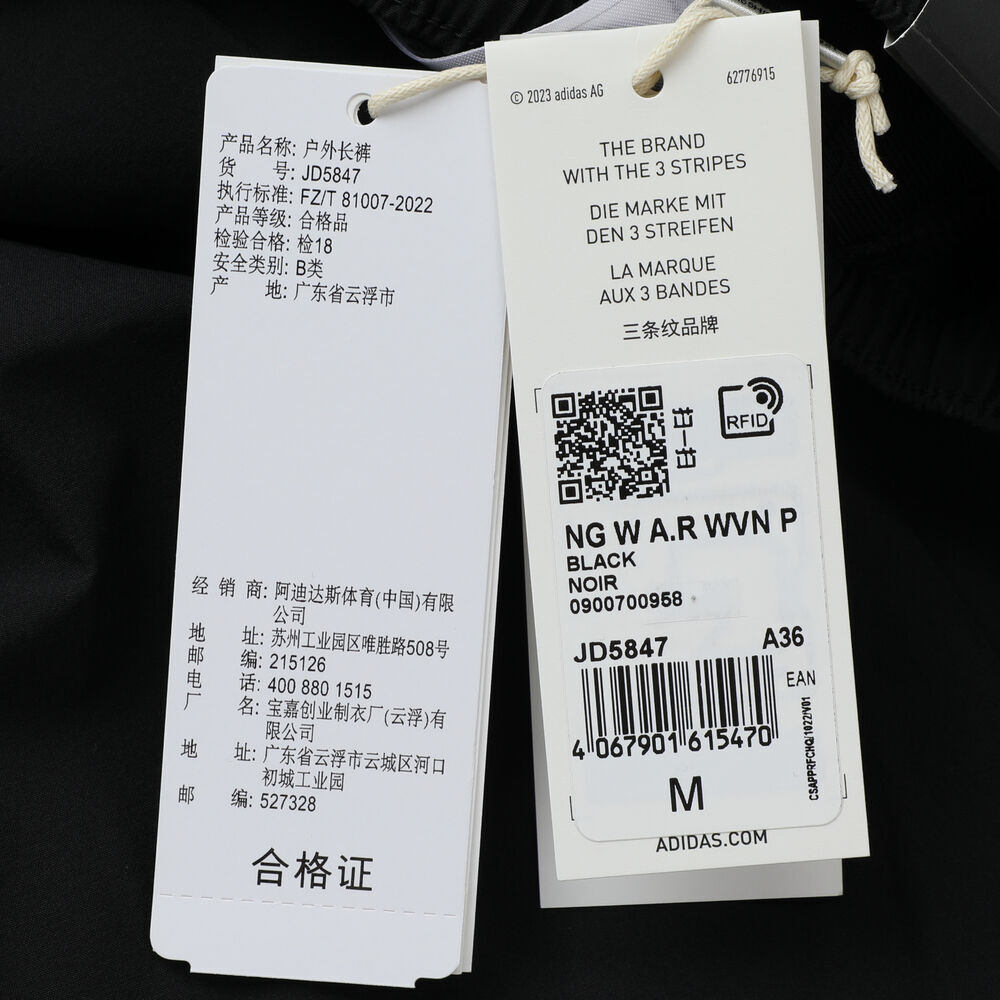 产品名称: 户外长裤
货 号: JD5847
执行标准: FZ/T 81007-2022
产品等级: 合格品
检验合格: 检18
安全类别: B类
产 地: 广东省云浮市
经 销 商: 阿迪达斯体育(中国)有限
公司
地 址: 苏州工业园区唯胜路508号
邮 编: 215126
电 话: 400 880 1515
厂 名: 宝嘉创业制衣厂(云浮)有
限公司
地 址: 广东省云浮市云城区河口
初城工业园
邮 编: 527328
合格证
© 2023 adidas AG
62776915
THE BRAND
WITH THE 3 STRIPES
DIE MARKE MIT
DEN 3 STREIFEN
LA MARQUE
AUX 3 BANDES
三条纹品牌
扫一扫
RFID
NG W A.R WVN P
BLACK
NOIR
0900700958
JD5847 A36
EAN
4 067901 615470
CSAPPRFCHQ/1022/V01
M
ADIDAS.COM